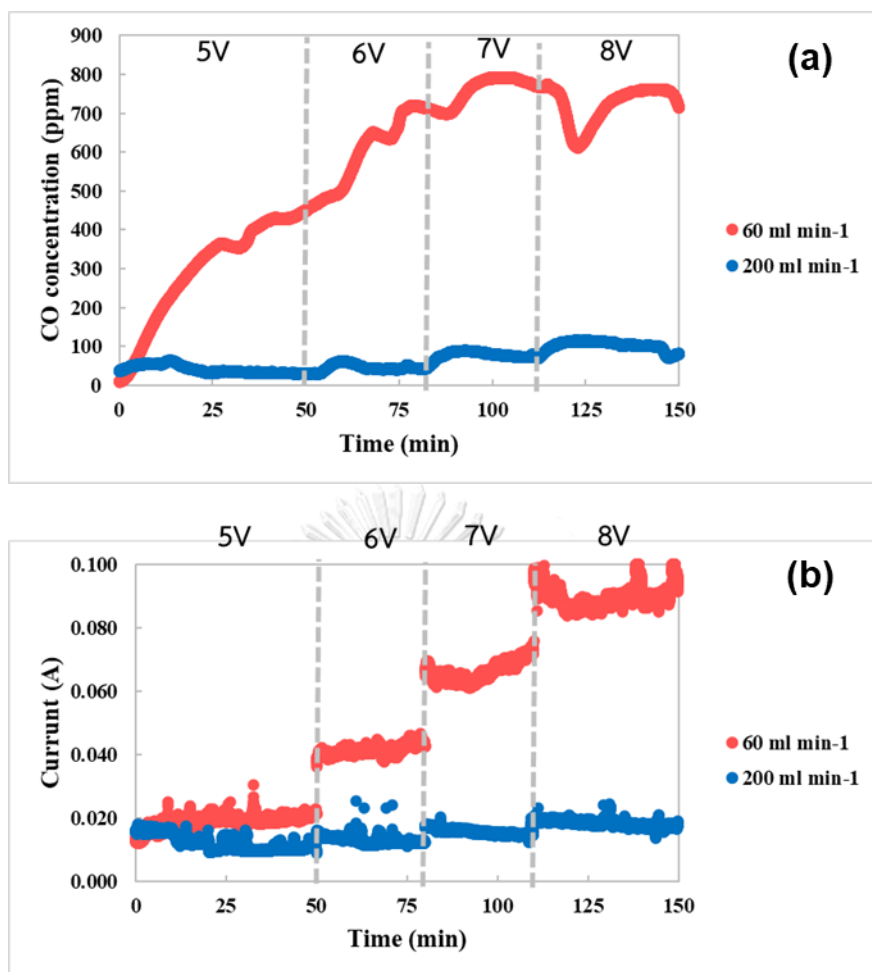 (a)
5V 6V 7V 8V
900
800
700
600
500
400
300
200
100
0
CO concentration (ppm)
0 25 50 75 100 125 150
Time (min)
60 ml min-1
200 ml min-1
(b)
5V 6V 7V 8V
0.100
0.080
0.060
0.040
0.020
0.000
Currunt (A)
0 25 50 75 100 125 150
Time (min)
60 ml min-1
200 ml min-1